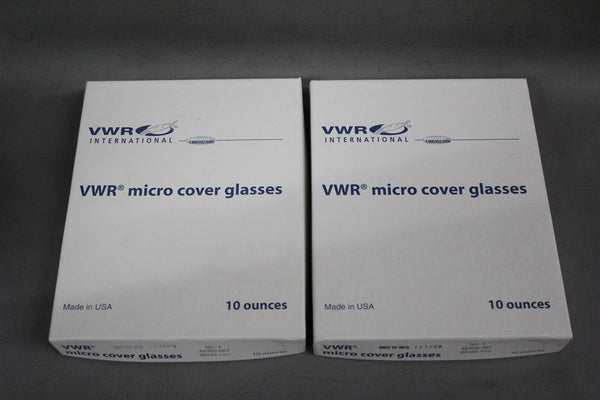 VWR
INTERNATIONAL
VWR® micro cover glasses
Made in USA
10 ounces
VWR®
micro cover glasses
No. 1
10 ounces
VWR
INTERNATIONAL
VWR® micro cover glasses
Made in USA
10 ounces
VWR®
micro cover glasses
No. 1
10 ounces